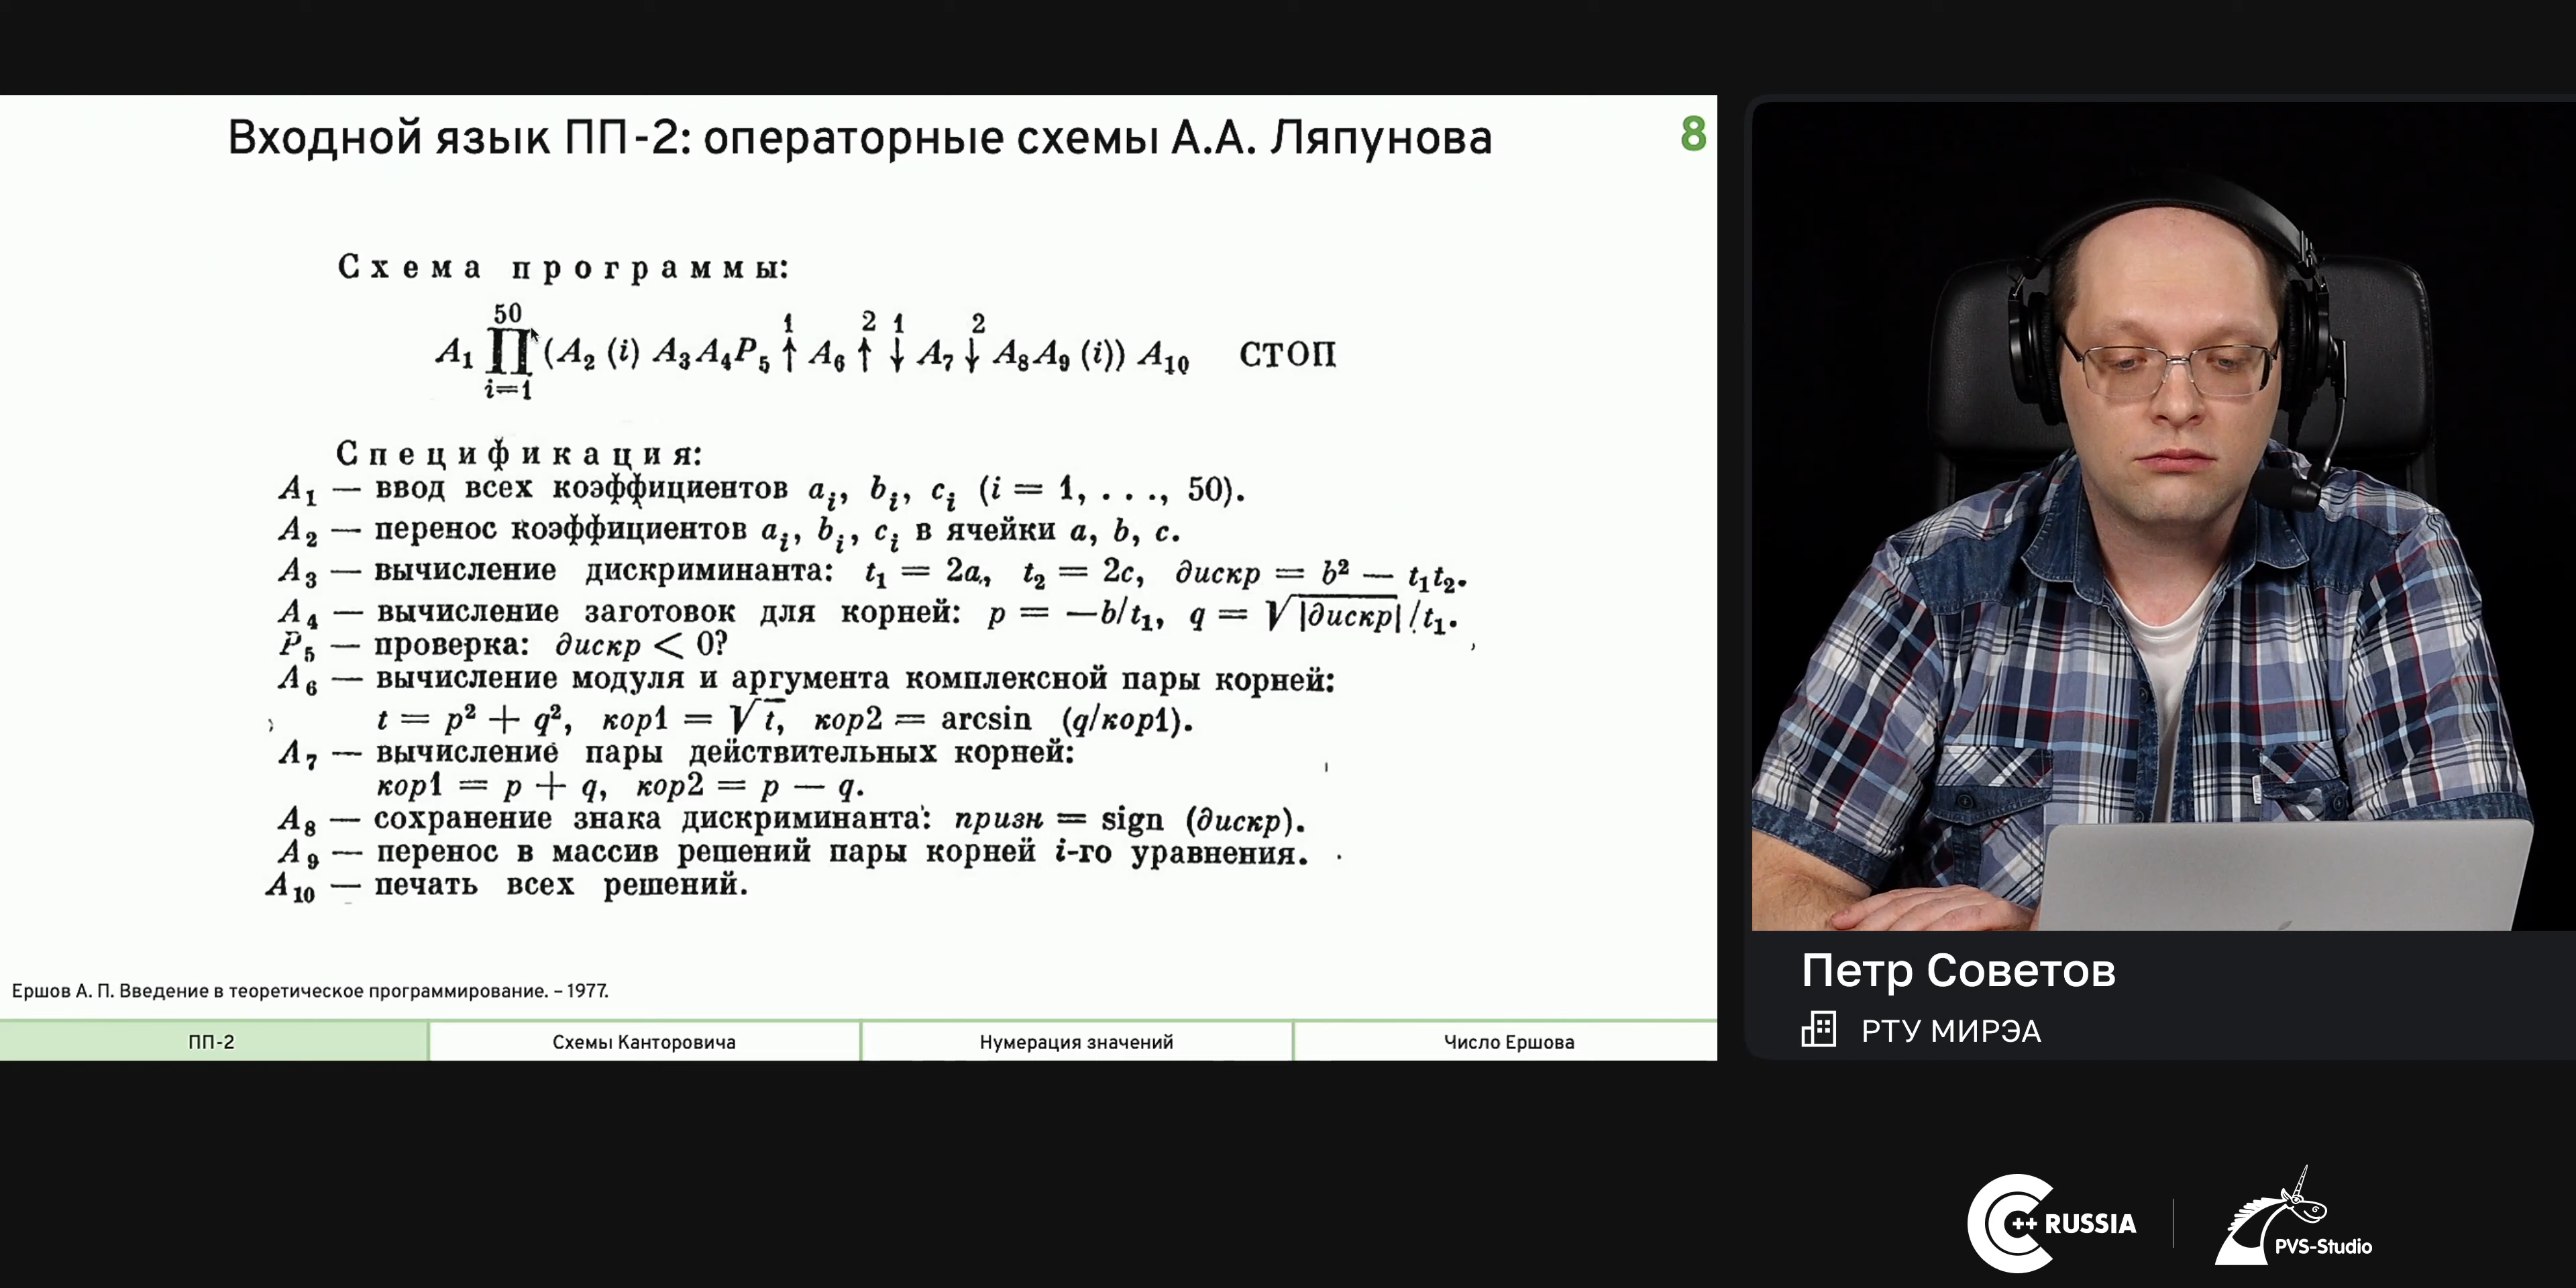 Входной язык ПП-2: операторные схемы А.А. Ляпунова
8
Схема программы:
50
1 2 1 2
A₁ ∏ (A₂ (i) A₃A₄P₅ ↑ A₆ ↑ ↓ A₇ ↓ A₈A₉ (i)) A₁₀ СТОП
i=1
Спецификация:
A₁ — ввод всех коэффициентов aᵢ, bᵢ, cᵢ (i = 1, . . ., 50).
A₂ — перенос коэффициентов aᵢ, bᵢ, cᵢ в ячейки a, b, c.
A₃ — вычисление дискриминанта: t₁ = 2a, t₂ = 2c, дискр = b² — t₁t₂.
A₄ — вычисление заготовок для корней: p = —b/t₁, q = √|дискр|/t₁.
P₅ — проверка: дискр < 0?
A₆ — вычисление модуля и аргумента комплексной пары корней:
t = p² + q², кор1 = √t, кор2 = arcsin (q/кор1).
A₇ — вычисление пары действительных корней:
кор1 = p + q, кор2 = p — q.
A₈ — сохранение знака дискриминанта: призн = sign (дискр).
A₉ — перенос в массив решений пары корней i-го уравнения.
A₁₀ — печать всех решений.
Ершов А. П. Введение в теоретическое программирование. – 1977.
ПП-2
Схемы Канторовича
Нумерация значений
Число Ершова
Петр Советов
РТУ МИРЭА
C++ RUSSIA
PVS-Studio